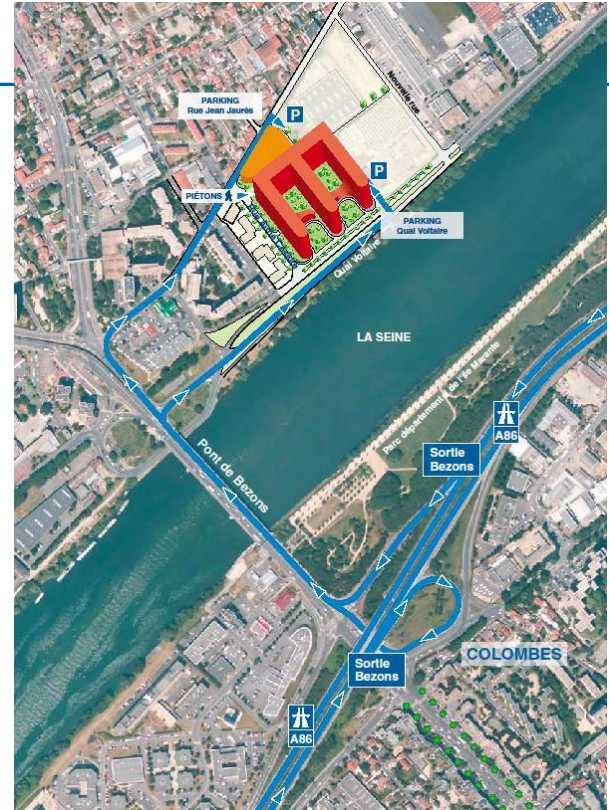 Nouvelle rue
PARKING
Rue Jean Jaurès
P
P
PIÉTONS
PARKING
Quai Voltaire
Quai Voltaire
LA SEINE
Parc départemental de l'Ile Marante
A86
Sortie
Bezons
Pont de Bezons
COLOMBES
Sortie
Bezons
A86